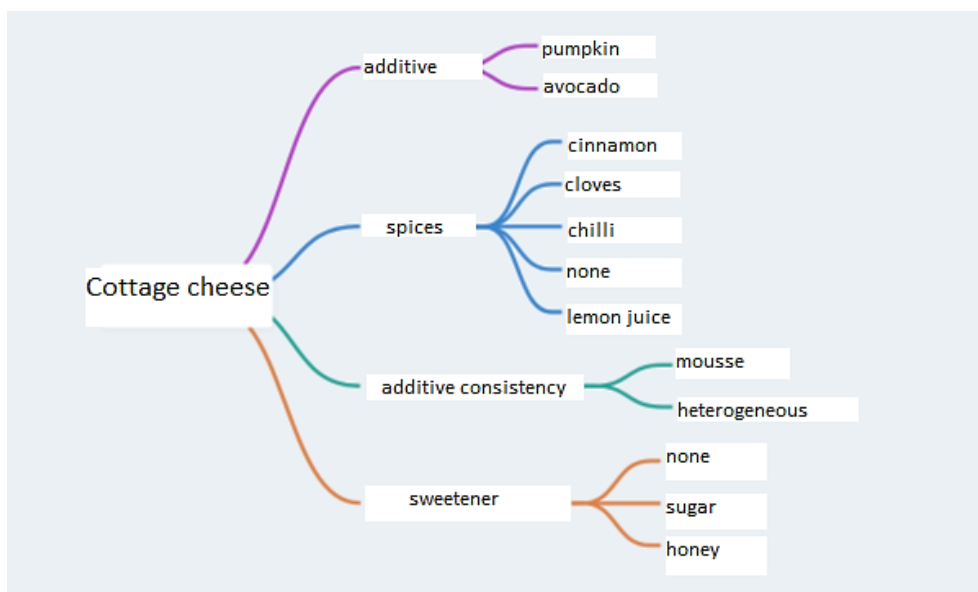 pumpkin
additive
avocado
cinnamon
cloves
spices
chilli
none
Cottage cheese
lemon juice
mousse
additive consistency
heterogeneous
none
sweetener
sugar
honey